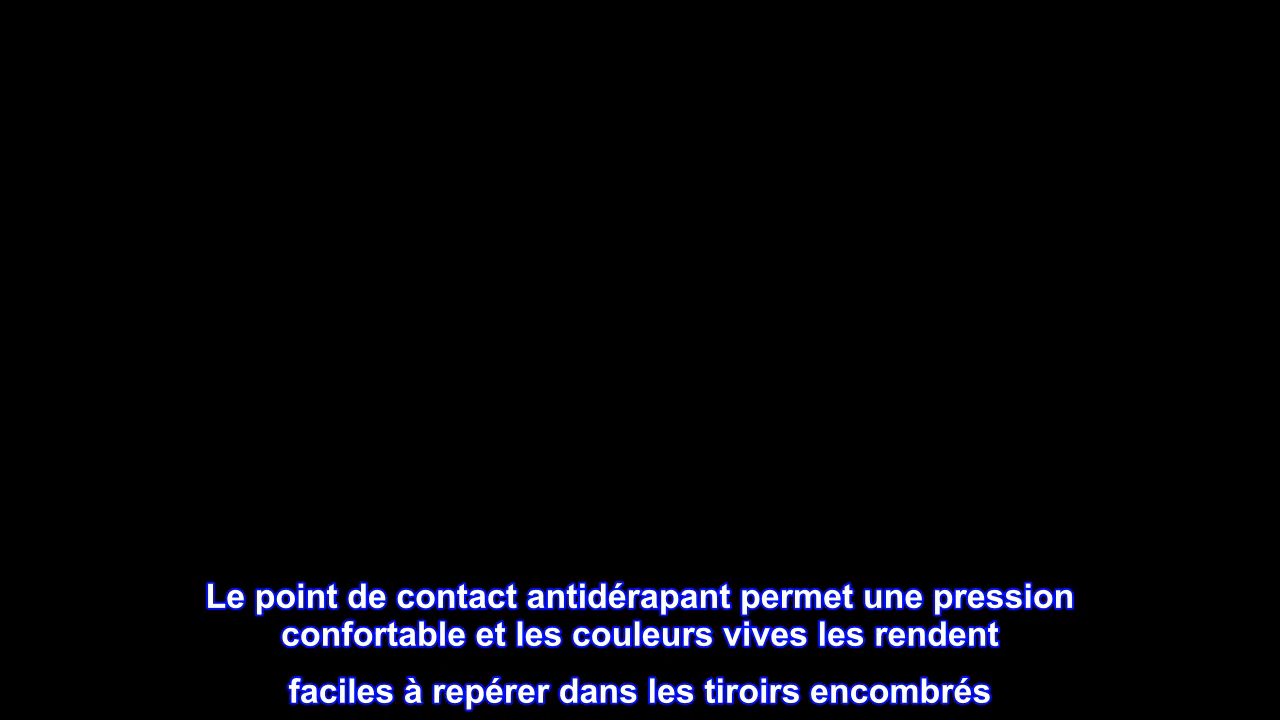 Le point de contact antidérapant permet une pression
confortable et les couleurs vives les rendent
faciles à repérer dans les tiroirs encombrés